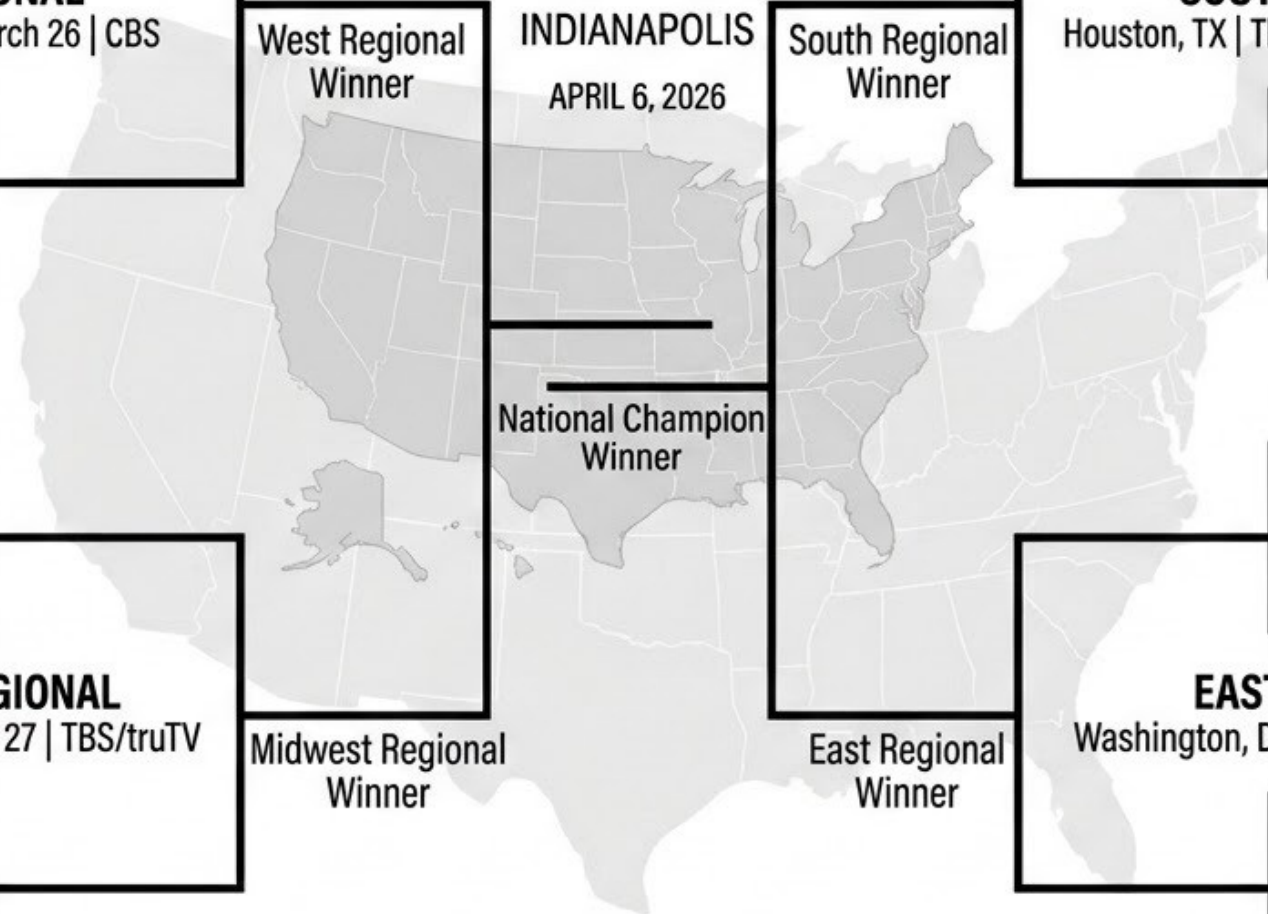 rch 26 | CBS
West Regional
Winner
INDIANAPOLIS
APRIL 6, 2026
South Regional
Winner
Houston, TX | T
National Champion
Winner
GIONAL
27 | TBS/truTV
Midwest Regional
Winner
East Regional
Winner
EAST
Washington, D